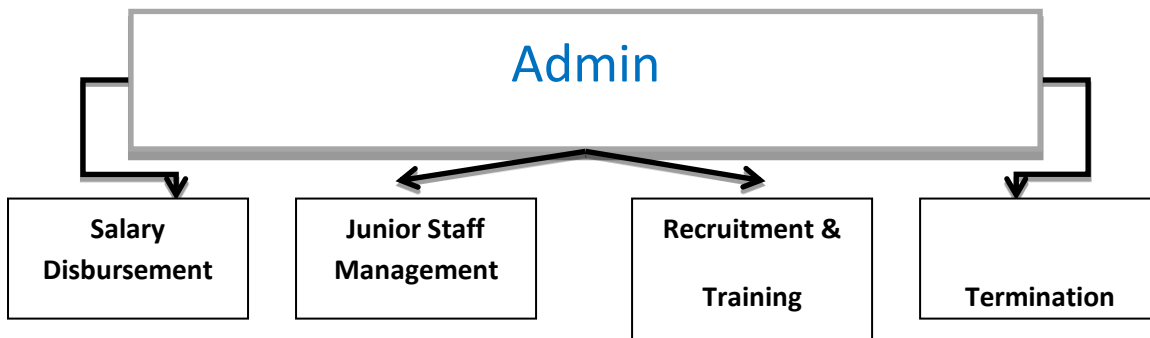 Admin
Salary
Disbursement
Junior Staff
Management
Recruitment &
Training
Termination